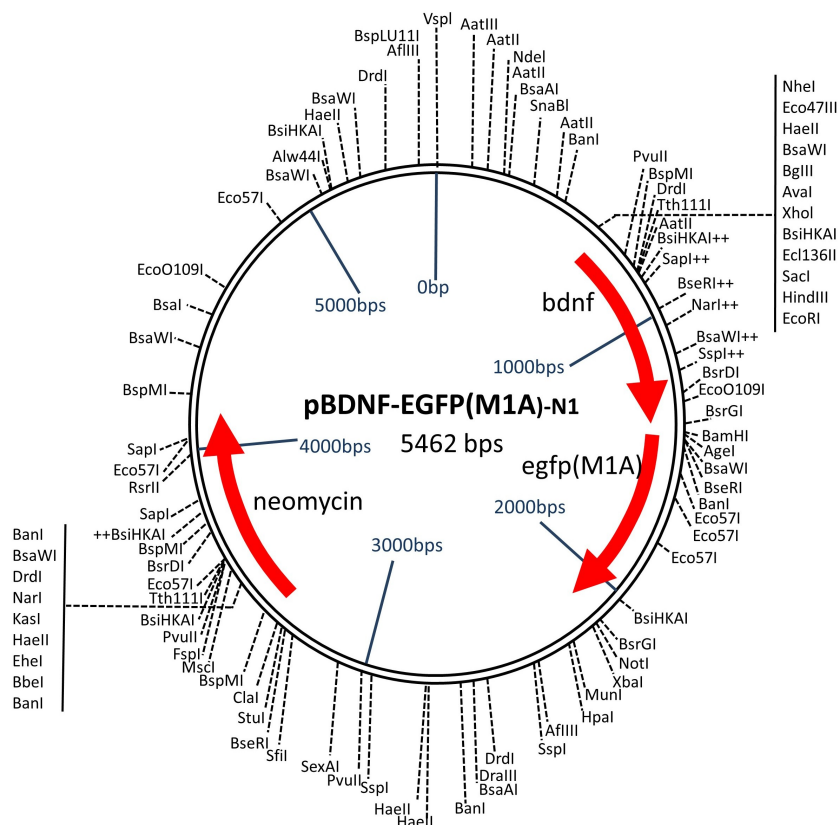 VspI
AatIII
AatII
NdeI
AatII
BsaAI
SnaBI
AatII
BanI
BspLU11I
AflIII
DrdI
BsaWI
HaeII
BsiHKAI
Alw44I
BsaWI
Eco57I
EcoO109I
BsaI
BsaWI
BspMI
SapI
Eco57I
RsrII
SapI
++BsiHKAI
BspMI
BsrDI
Eco57I
Tth111I
BsiHKAI
PvuII
FspI
MscI
BspMI
ClaI
StuI
BseRI
SfiI
SexAI
PvuII
SspI
HaeII
HaeII
BanI
BsaAI
DraIII
DrdI
SspI
AflIII
HpaI
MunI
XbaI
NotI
BsrGI
BsiHKAI
Eco57I
Eco57I
Eco57I
BanI
BseRI
BsaWI
AgeI
BamHI
BsrGI
EcoO109I
BsrDI
SspI++
BsaWI++
NarI++
BseRI++
SapI++
BsiHKAI++
AatII
Tth111I
DrdI
BspMI
PvuII
NheI
Eco47III
HaeII
BsaWI
BgIII
AvaI
XhoI
BsiHKAI
Ecl136II
SacI
HindIII
EcoRI
BanI
BsaWI
DrdI
NarI
KasI
HaeII
EheI
BbeI
BanI
0bp
1000bps
2000bps
3000bps
4000bps
5000bps
bdnf
egfp(M1A)
neomycin
pBDNF-EGFP(M1A)-N1
5462 bps